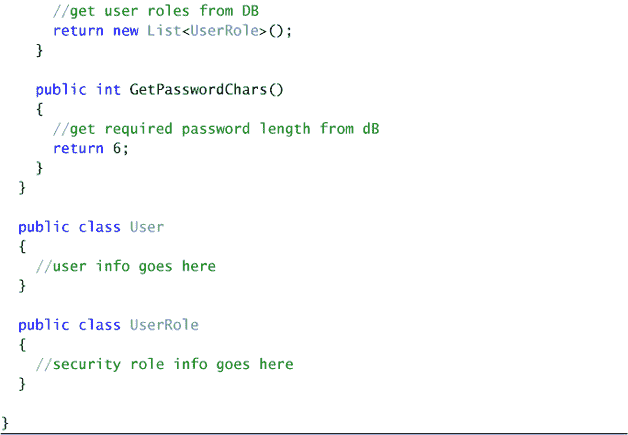 //get user roles from DB
return new List<UserRole>();
}
public int GetPasswordChars()
{
//get required password length from dB
return 6;
}
}
public class User
{
//user info goes here
}
public class UserRole
{
//security role info goes here
}
}